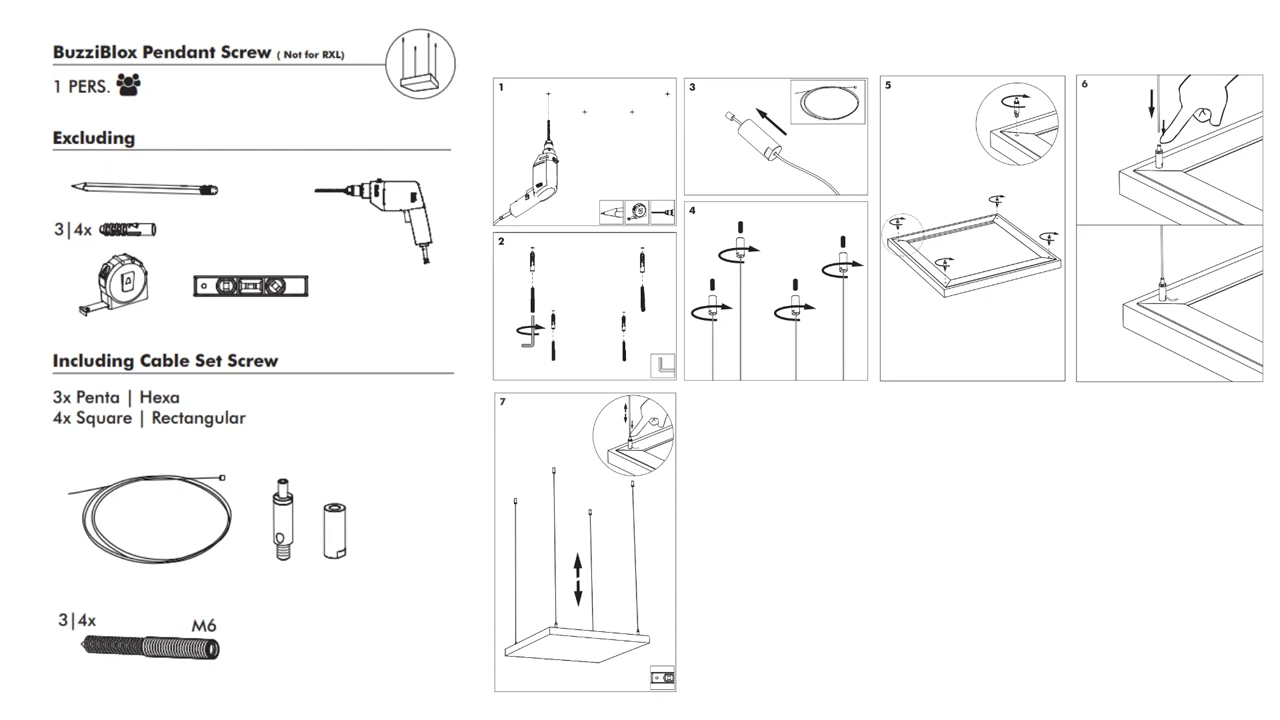 BuzziBlox Pendant Screw ( Not for RXL)
1 PERS.
Excluding
3|4x
Including Cable Set Screw
3x Penta | Hexa
4x Square | Rectangular
3|4x
M6
1
2
3
4
5
6
7